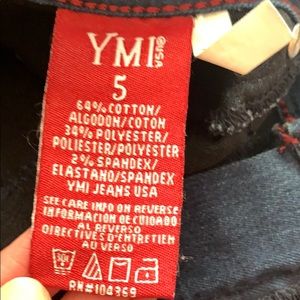 YMI ®USA
5
64% COTTON/
ALGODON/COTON
34% POLYESTER/
POLIESTER/POLYESTER
2% SPANDEX/
ELASTANO/SPANDEX
YMI JEANS USA
SEE CARE INFO ON REVERSE
INFORMACION DE CUIDADO
AL REVERSO
DIRECTIVES D'ENTRETIEN
AU VERSO
RN#104369